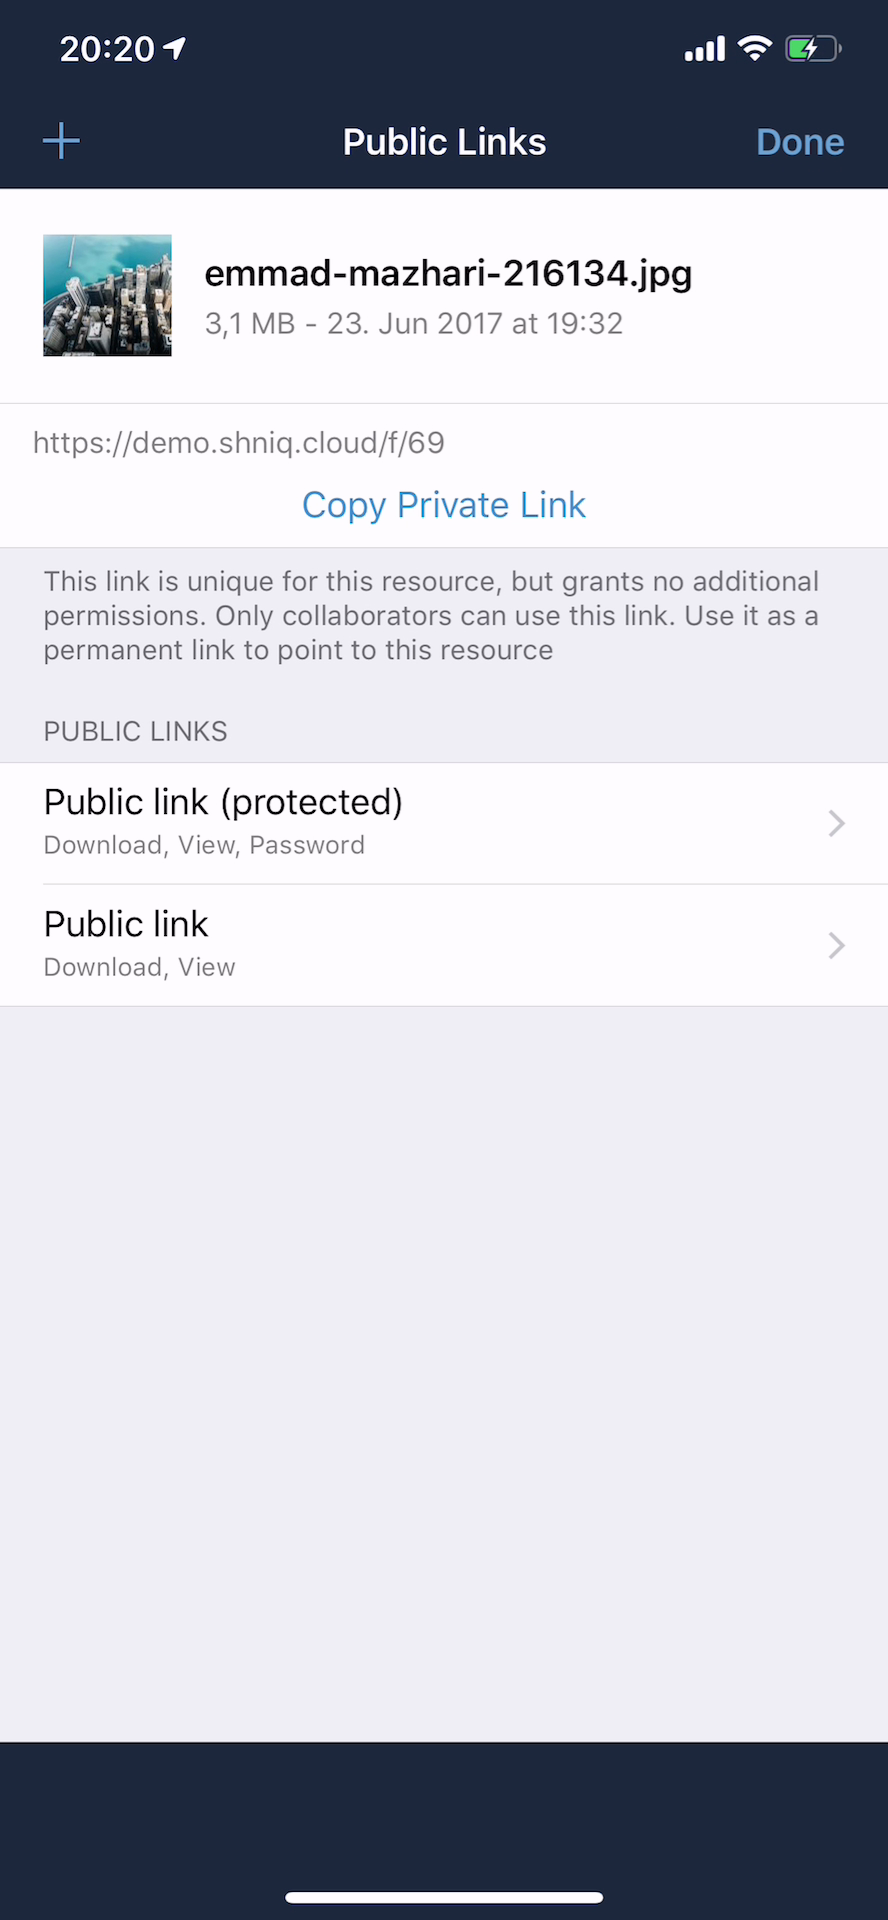 20:20
Public Links
Done
emmad-mazhari-216134.jpg
3,1 MB - 23. Jun 2017 at 19:32
https://demo.shniq.cloud/f/69
Copy Private Link
This link is unique for this resource, but grants no additional
permissions. Only collaborators can use this link. Use it as a
permanent link to point to this resource
PUBLIC LINKS
Public link (protected)
Download, View, Password
Public link
Download, View